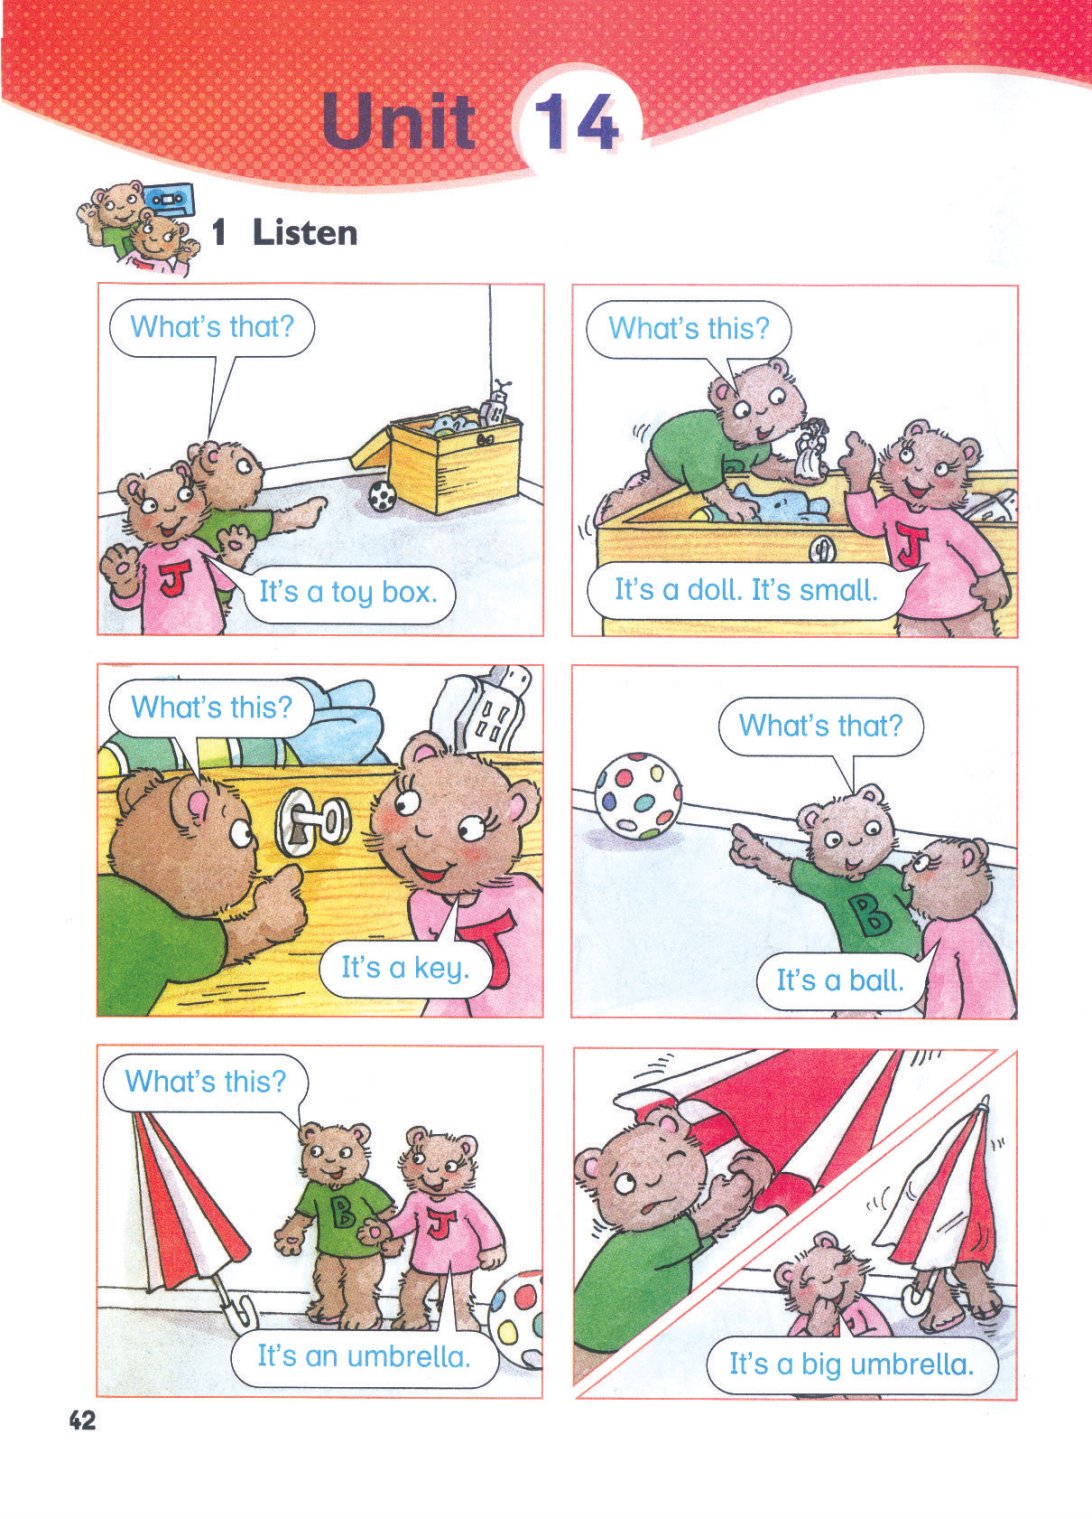 Unit 14
1 Listen
What's that?
It's a toy box.
What's this?
It's a doll. It's small.
What's this?
It's a key.
What's that?
It's a ball.
What's this?
It's an umbrella.
It's a big umbrella.
J
J
B
J
B
J
B
J
42